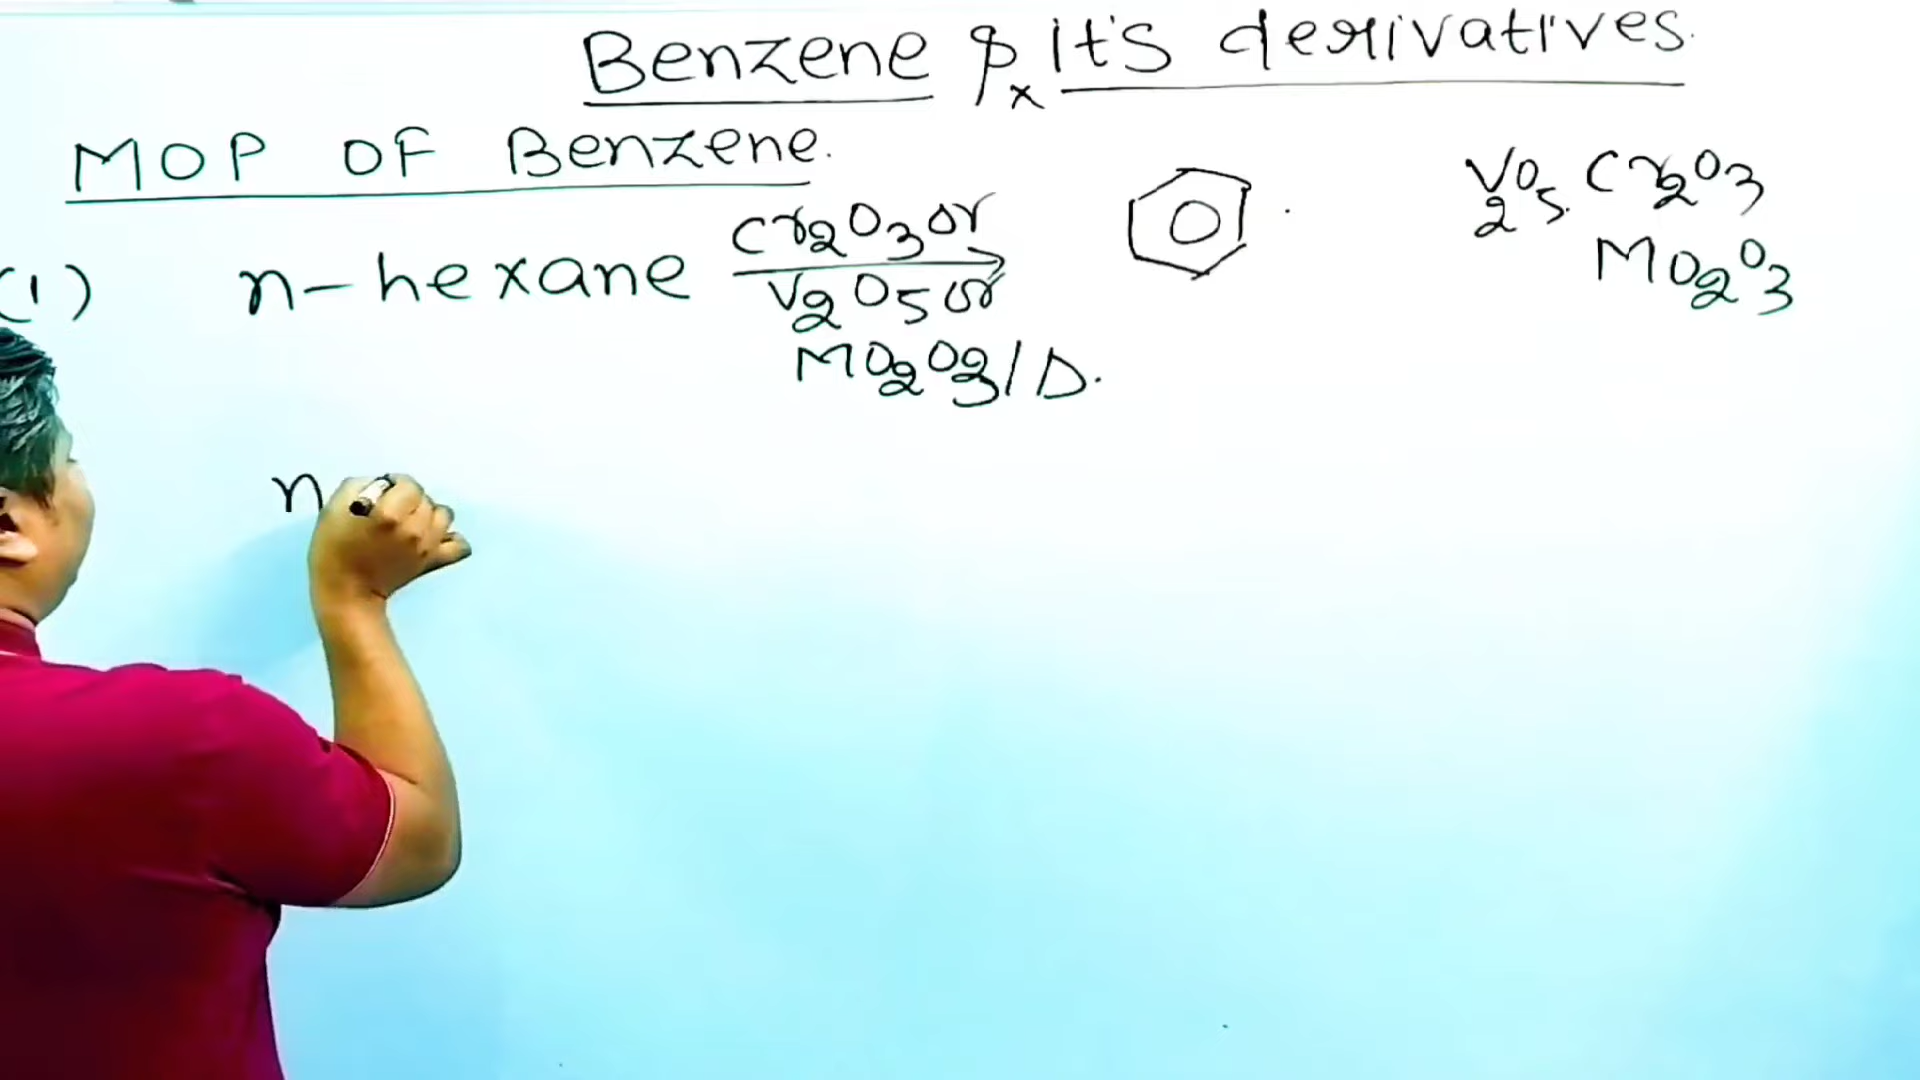 Benzene & it's derivatives.
x
MOP OF Benzene.
(1) n-hexane Cr2O3 or
V2O5 or
Mo2O3/Δ.
V2O5. Cr2O3
Mo2O3
n